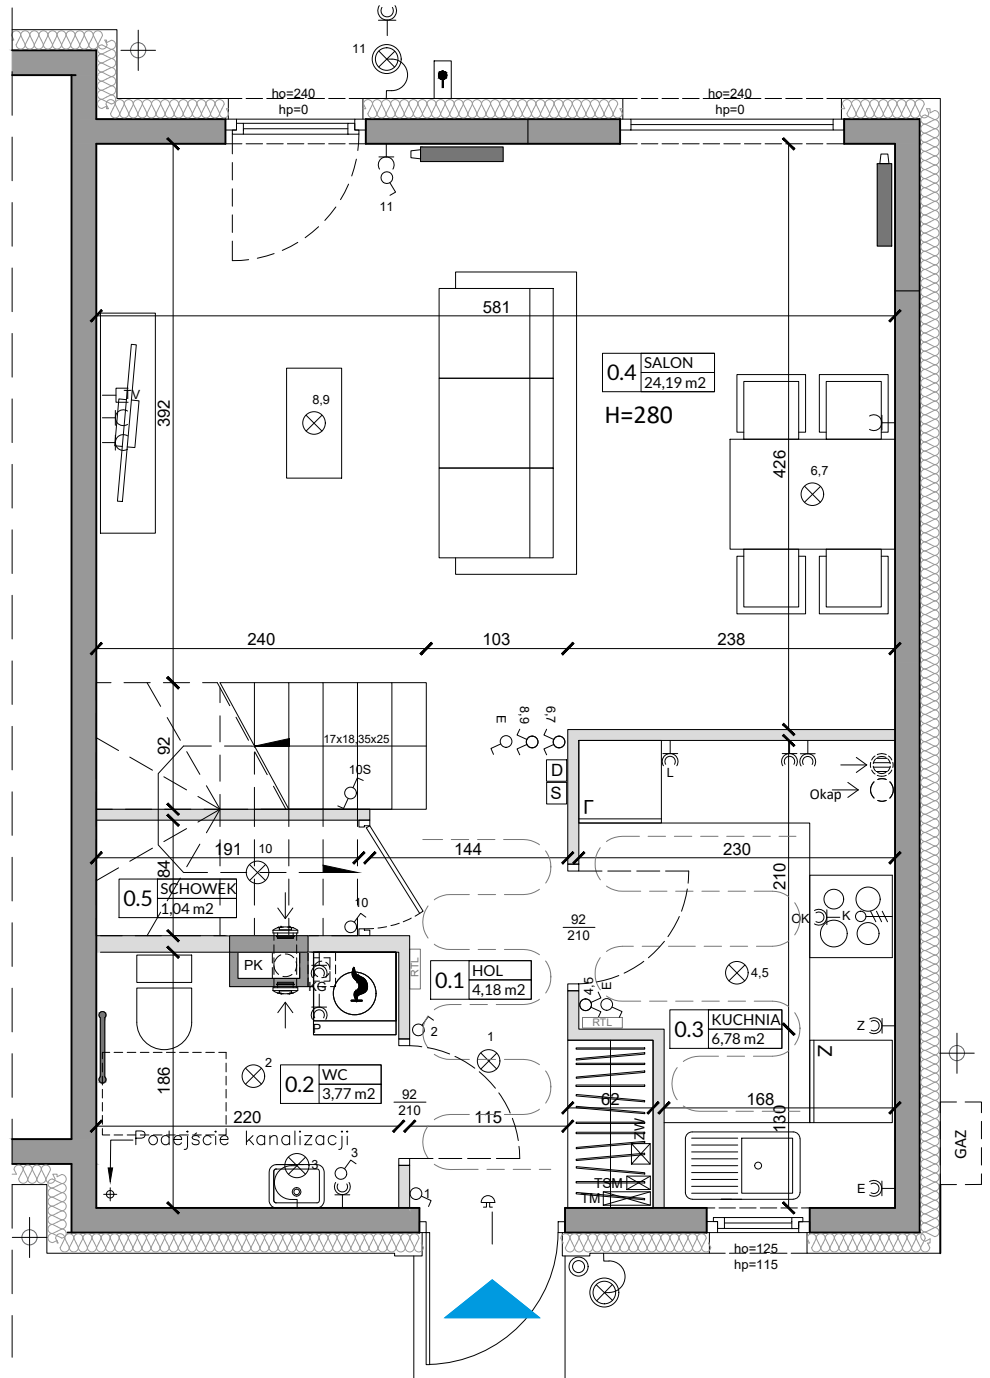 11
ho=240
hp=0
ho=240
hp=0
11
581
0.4 SALON
24,19 m2
H=280
TV
8,9
392
426
6,7
240
103
238
E
8,9
6,7
17x18,35x25
92
10S
D
S
L
Okap
191
10
84
144
230
210
0.5 SCHOWEK
1,04 m2
10
92
210
OK
K
PK
KG
P
RTL
0.1 HOL
4,18 m2
4,5
4,5
E
RTL
0.3 KUCHNIA
6,78 m2
Z
Z
2
1
2
186
0.2 WC
3,77 m2
92
210
62
168
220
115
130
Podejście kanalizacji
ZW
GAZ
3
3
TSM
TM
E
1
ho=125
hp=115